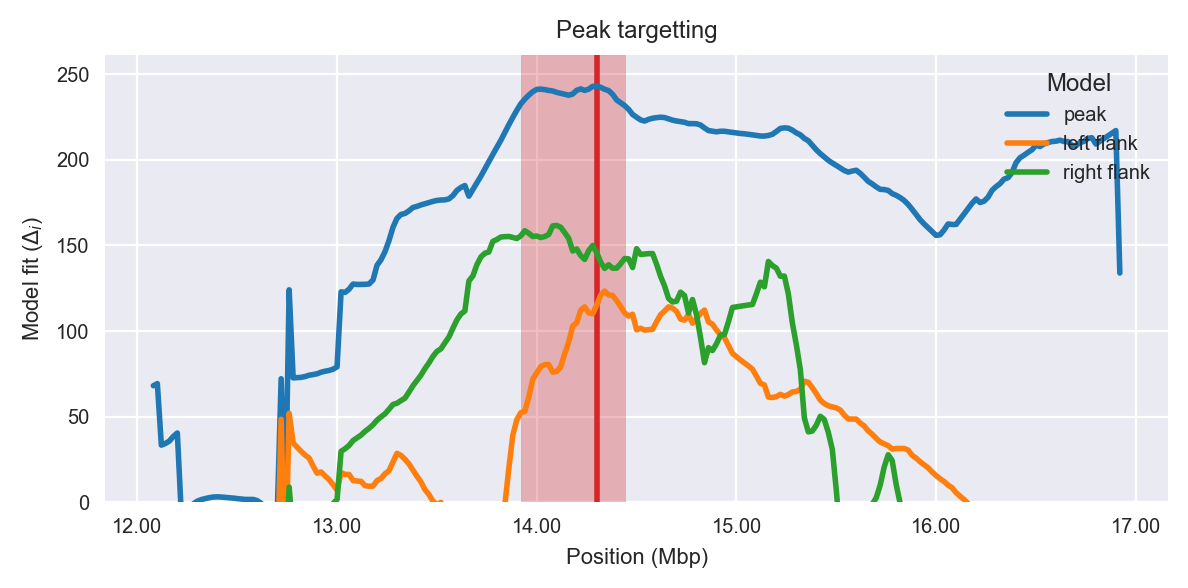 Peak targetting
Model fit (Δi)
250
200
150
100
50
0
Model
peak
left flank
right flank
12.00 13.00 14.00 15.00 16.00 17.00
Position (Mbp)